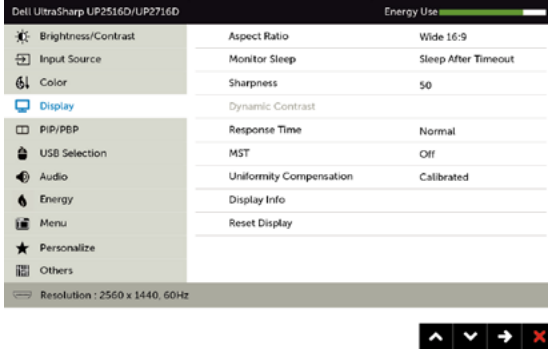 Dell UltraSharp UP2516D/UP2716D Energy Use
Brightness/Contrast
Input Source
Color
Display
PIP/PBP
USB Selection
Audio
Energy
Menu
Personalize
Others
Aspect Ratio Wide 16:9
Monitor Sleep Sleep After Timeout
Sharpness 50
Dynamic Contrast
Response Time Normal
MST Off
Uniformity Compensation Calibrated
Display Info
Reset Display
Resolution : 2560 x 1440, 60Hz